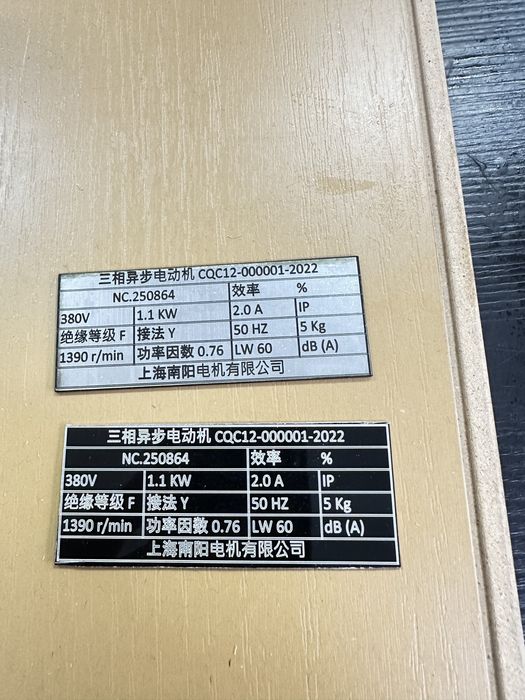 三相异步电动机 CQC12-000001-2022
NC.250864 效率 %
380V 1.1 KW 2.0 A IP
绝缘等级 F 接法 Y 50 HZ 5 Kg
1390 r/min 功率因数 0.76 LW 60 dB (A)
上海南阳电机有限公司
三相异步电动机 CQC12-000001-2022
NC.250864 效率 %
380V 1.1 KW 2.0 A IP
绝缘等级 F 接法 Y 50 HZ 5 Kg
1390 r/min 功率因数 0.76 LW 60 dB (A)
上海南阳电机有限公司